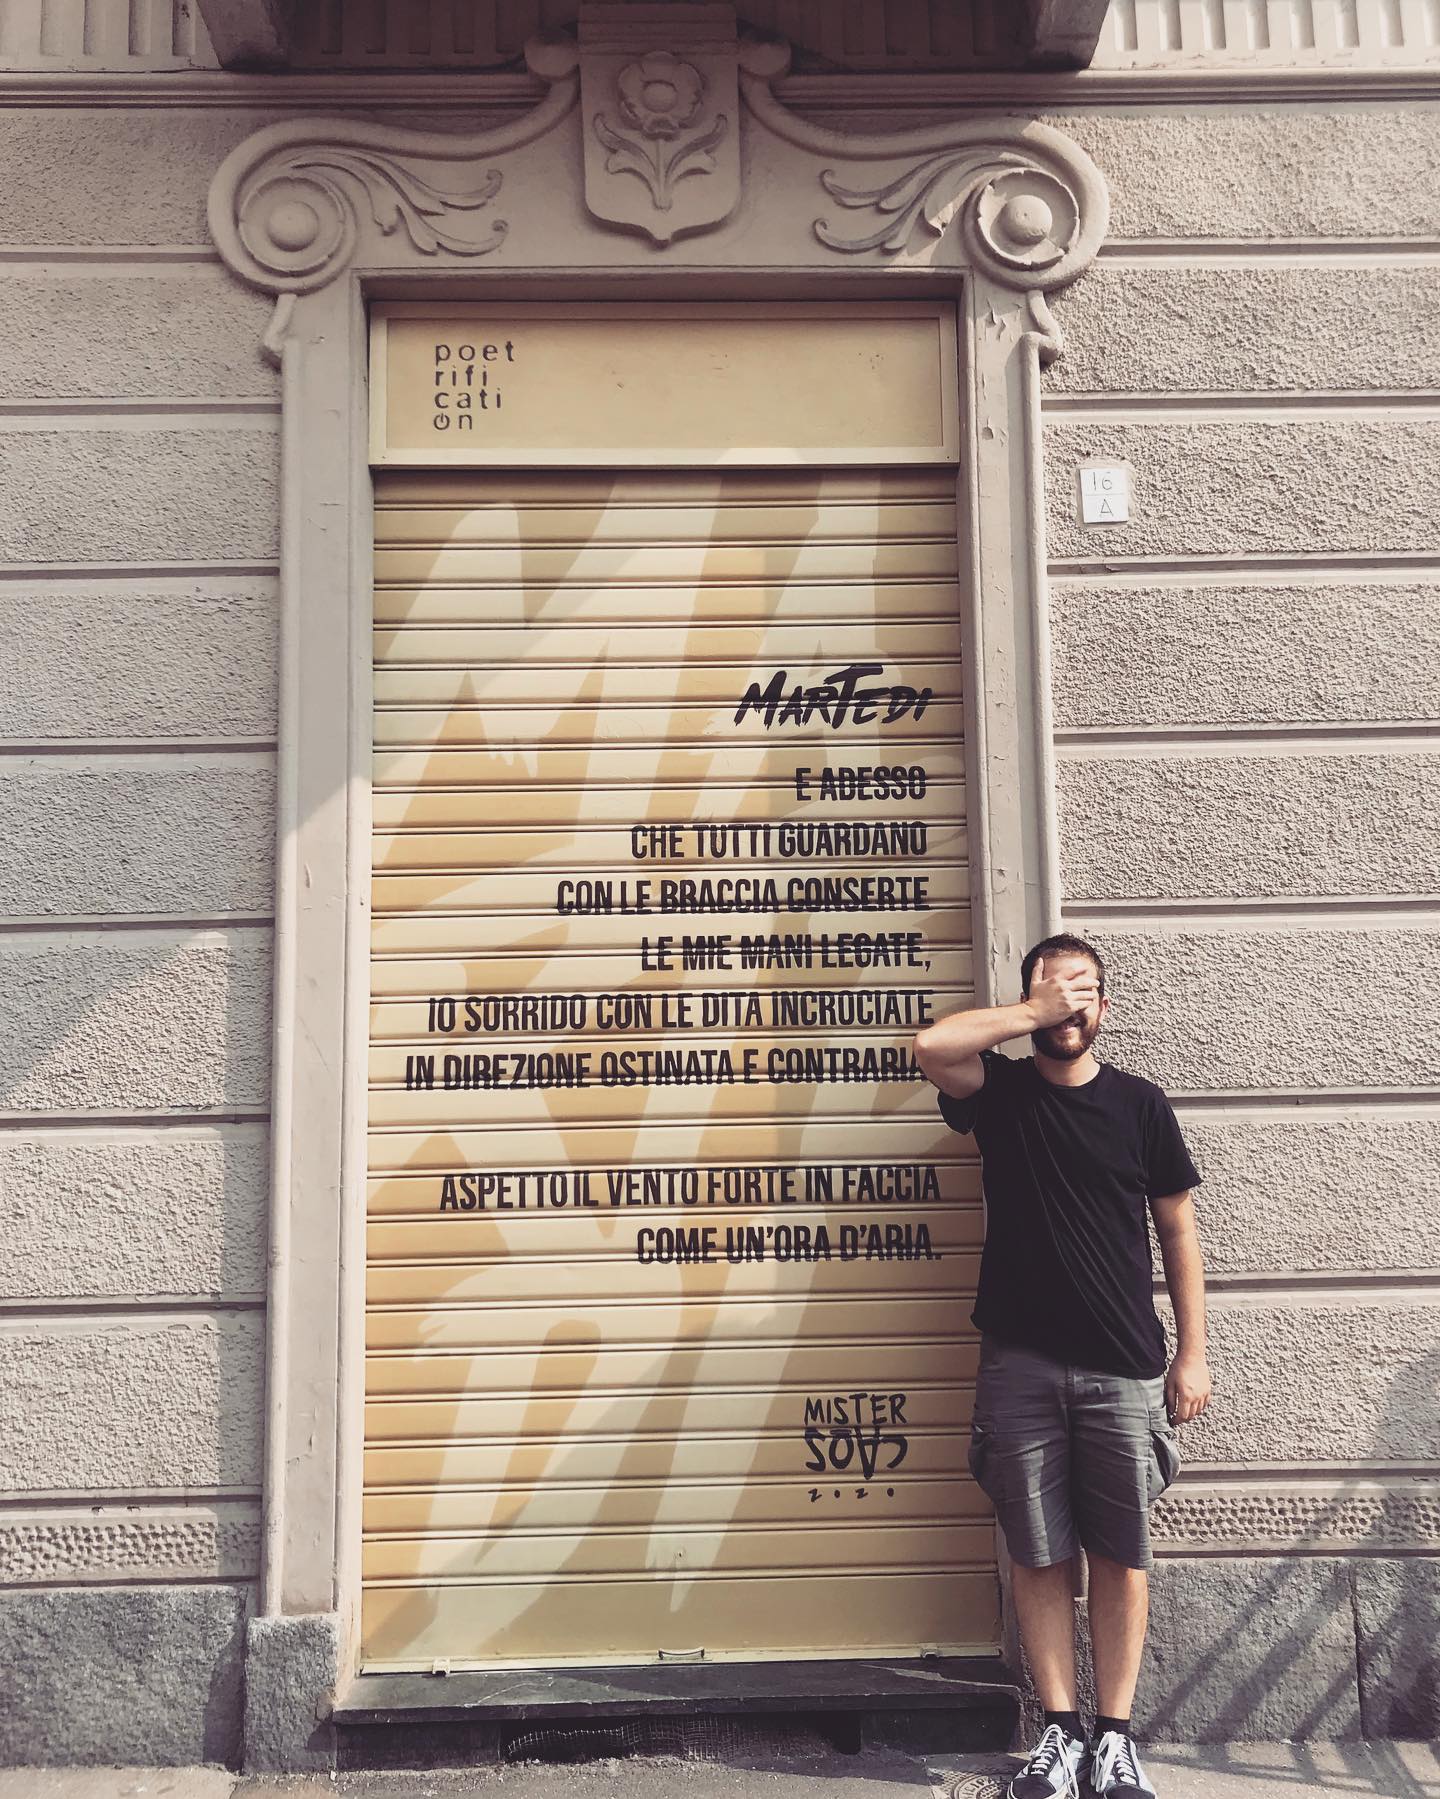 poet
rifi
cati
on
16
A
MARTEDI
E ADESSO
CHE TUTTI GUARDANO
CON LE BRACCIA CONSERTE
LE MIE MANI LEGATE,
IO SORRIDO CON LE DITA INCROCIATE
IN DIREZIONE OSTINATA E CONTRARIA
ASPETTO IL VENTO FORTE IN FACCIA
COME UN'ORA D'ARIA.
MISTER
CAOS
2020